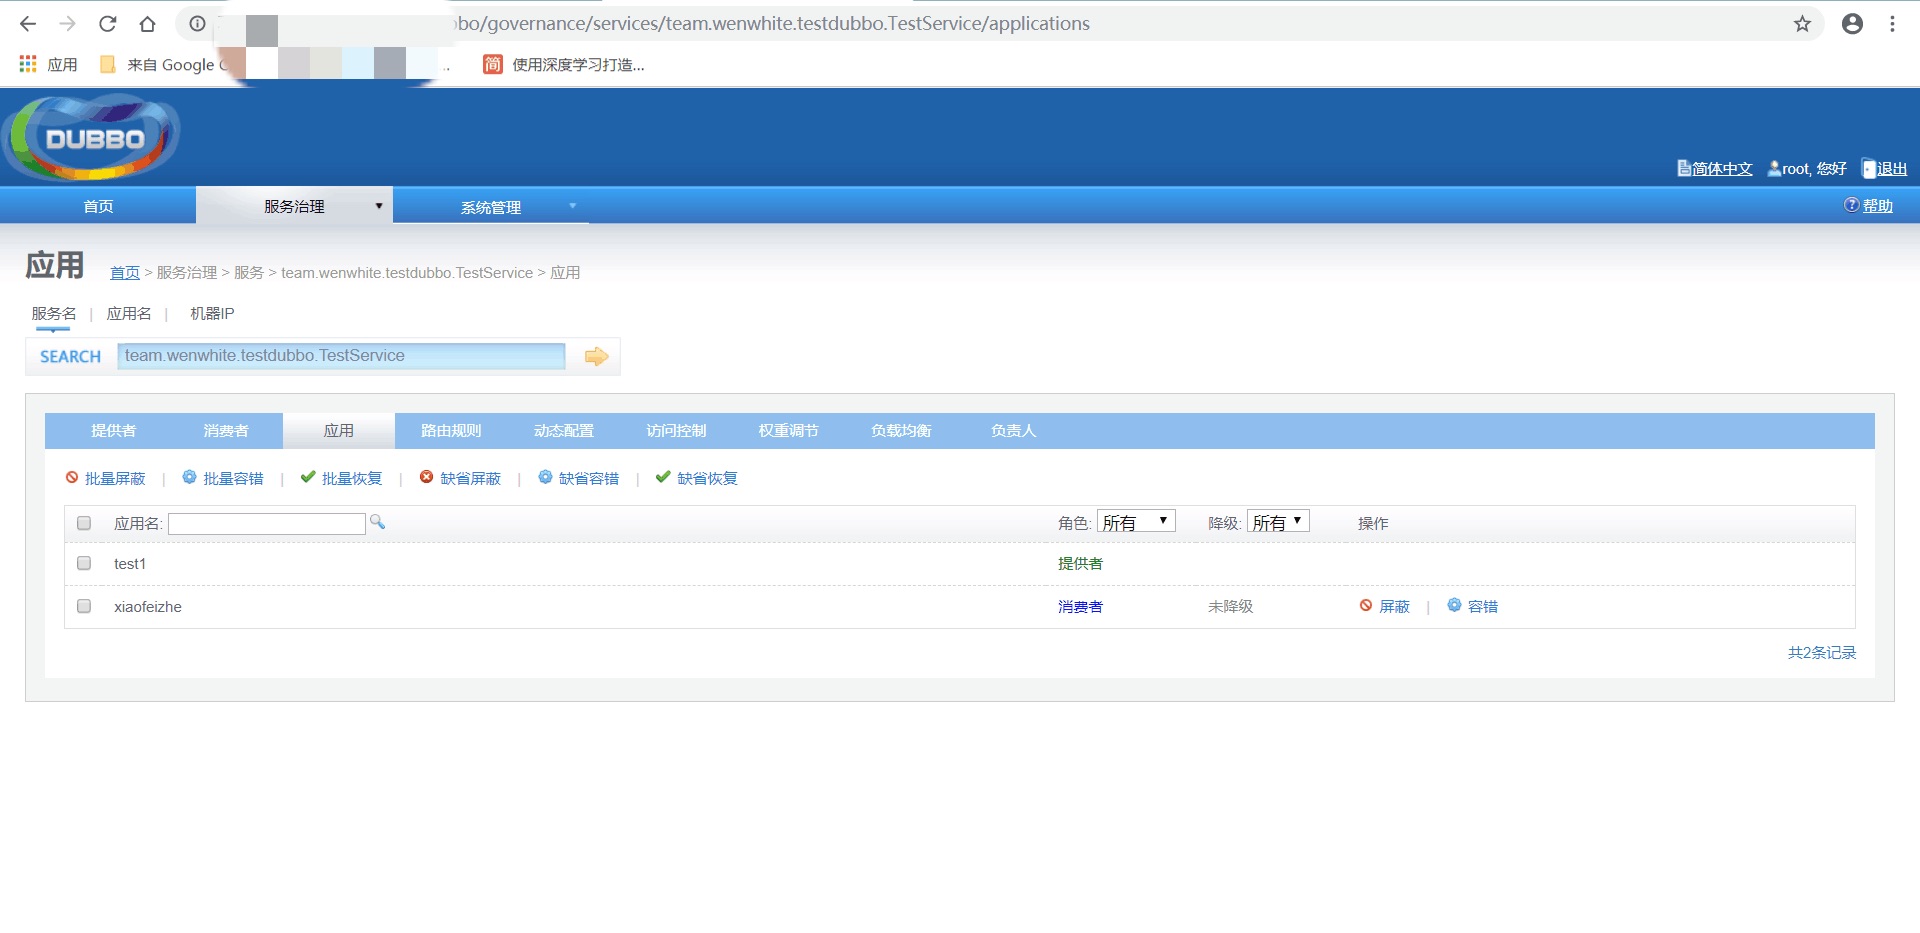 bo/governance/services/team.wenwhite.testdubbo.TestService/applications
应用 来自 Google .. 简 使用深度学习打造...
DUBBO
简体中文 root, 您好 退出
首页 服务治理 系统管理 帮助
应用 首页 > 服务治理 > 服务 > team.wenwhite.testdubbo.TestService > 应用
服务名 | 应用名 | 机器IP
SEARCH team.wenwhite.testdubbo.TestService
提供者 消费者 应用 路由规则 动态配置 访问控制 权重调节 负载均衡 负责人
批量屏蔽 | 批量容错 | 批量恢复 | 缺省屏蔽 | 缺省容错 | 缺省恢复
应用名: 角色: 所有 降级: 所有 操作
test1 提供者
xiaofeizhe 消费者 未降级 屏蔽 | 容错
共2条记录